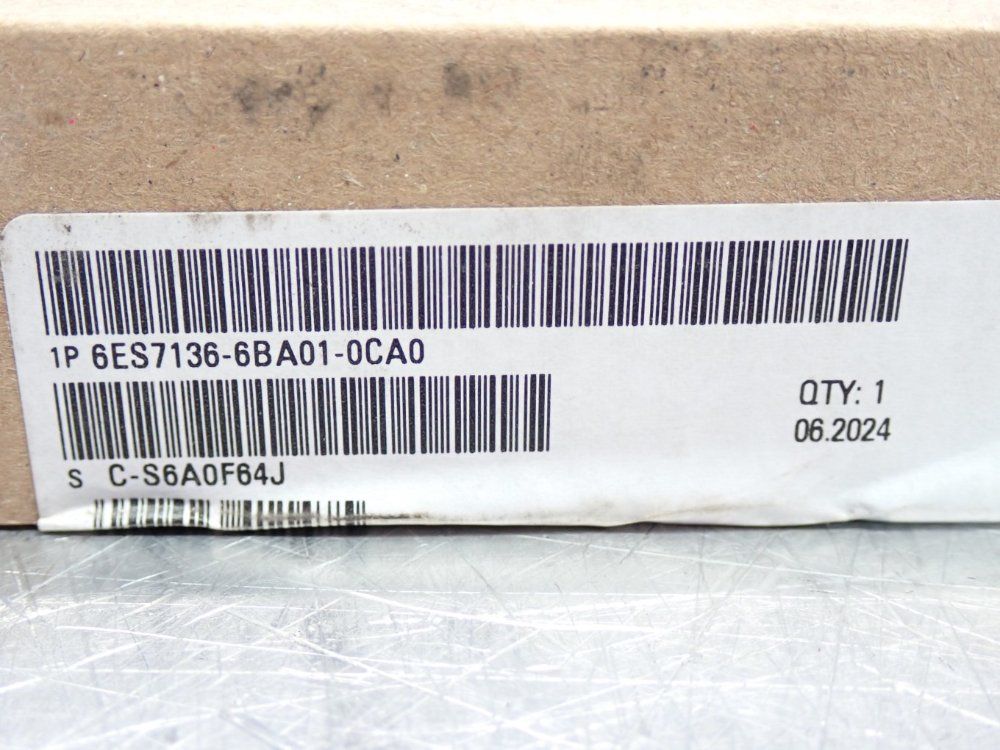 1P 6ES7136-6BA01-0CA0
QTY: 1
06.2024
S C-S6A0F64J